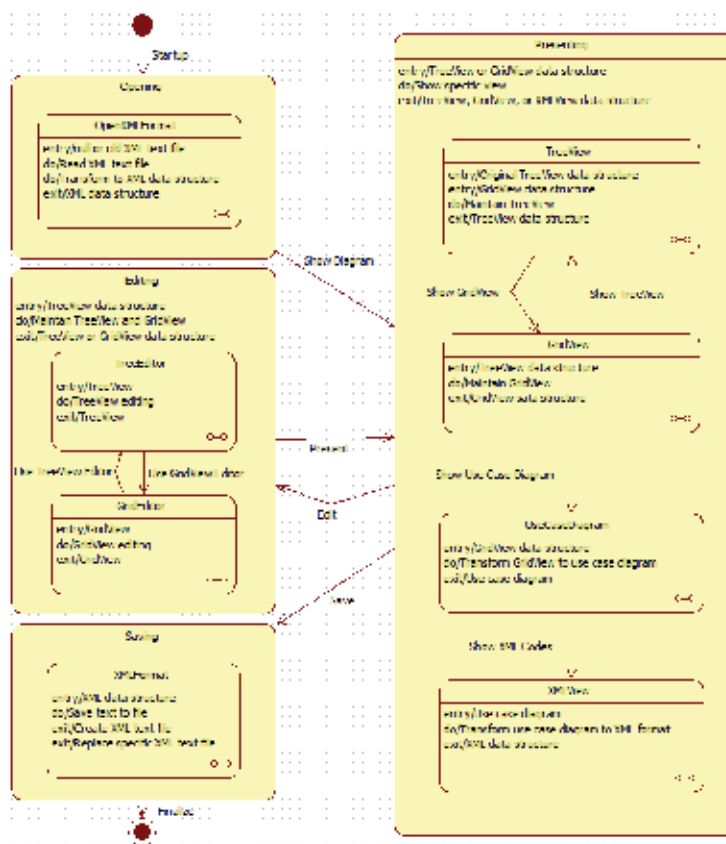 Startup
Opening
OpenXMLFormat
entry/null or old XML text file
do/Read XML text file
do/Transform to XML data structure
exit/XML data structure
Show Diagram
Editing
entry/TreeView data structure
do/Maintan TreeView and GridView
exit/TreeView or GridView data structure
TreeEditor
entry/TreeView
do/TreeView editing
exit/TreeView
Use TreeView Editor
Use GridView Editor
GridEditor
entry/GridView
do/GridView editing
exit/GridView
Present
Edit
Save
Saving
XMLFormat
entry/XML data structure
do/Save text to file
exit/Create XML text file
exit/Replace specific XML text file
Finalize
Presenting
entry/TreeView or GridView data structure
do/Show specific view
exit/TreeView, GridView, or XMLView data structure
TreeView
entry/Original TreeView data structure
entry/GridView data structure
do/Maintain TreeView
exit/TreeView data structure
Show GridView
Show TreeView
GridView
entry/TreeView data structure
do/Maintain GridView
exit/GridView data structure
Show Use Case Diagram
UseCaseDiagram
entry/GridView data structure
do/Transform GridView to use case diagram
exit/Use case diagram
Show XML Codes
XMLView
entry/Use case diagram
do/Transform use case diagram to XML format
exit/XML data structure